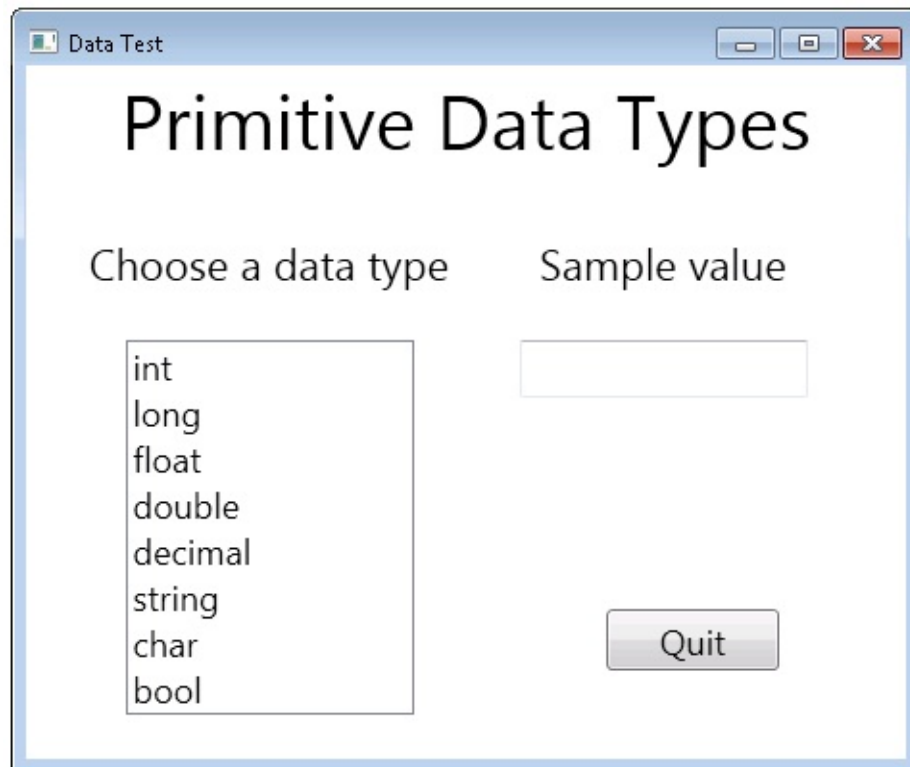 Data Test
Primitive Data Types
Choose a data type
Sample value
int
long
float
double
decimal
string
char
bool
Quit